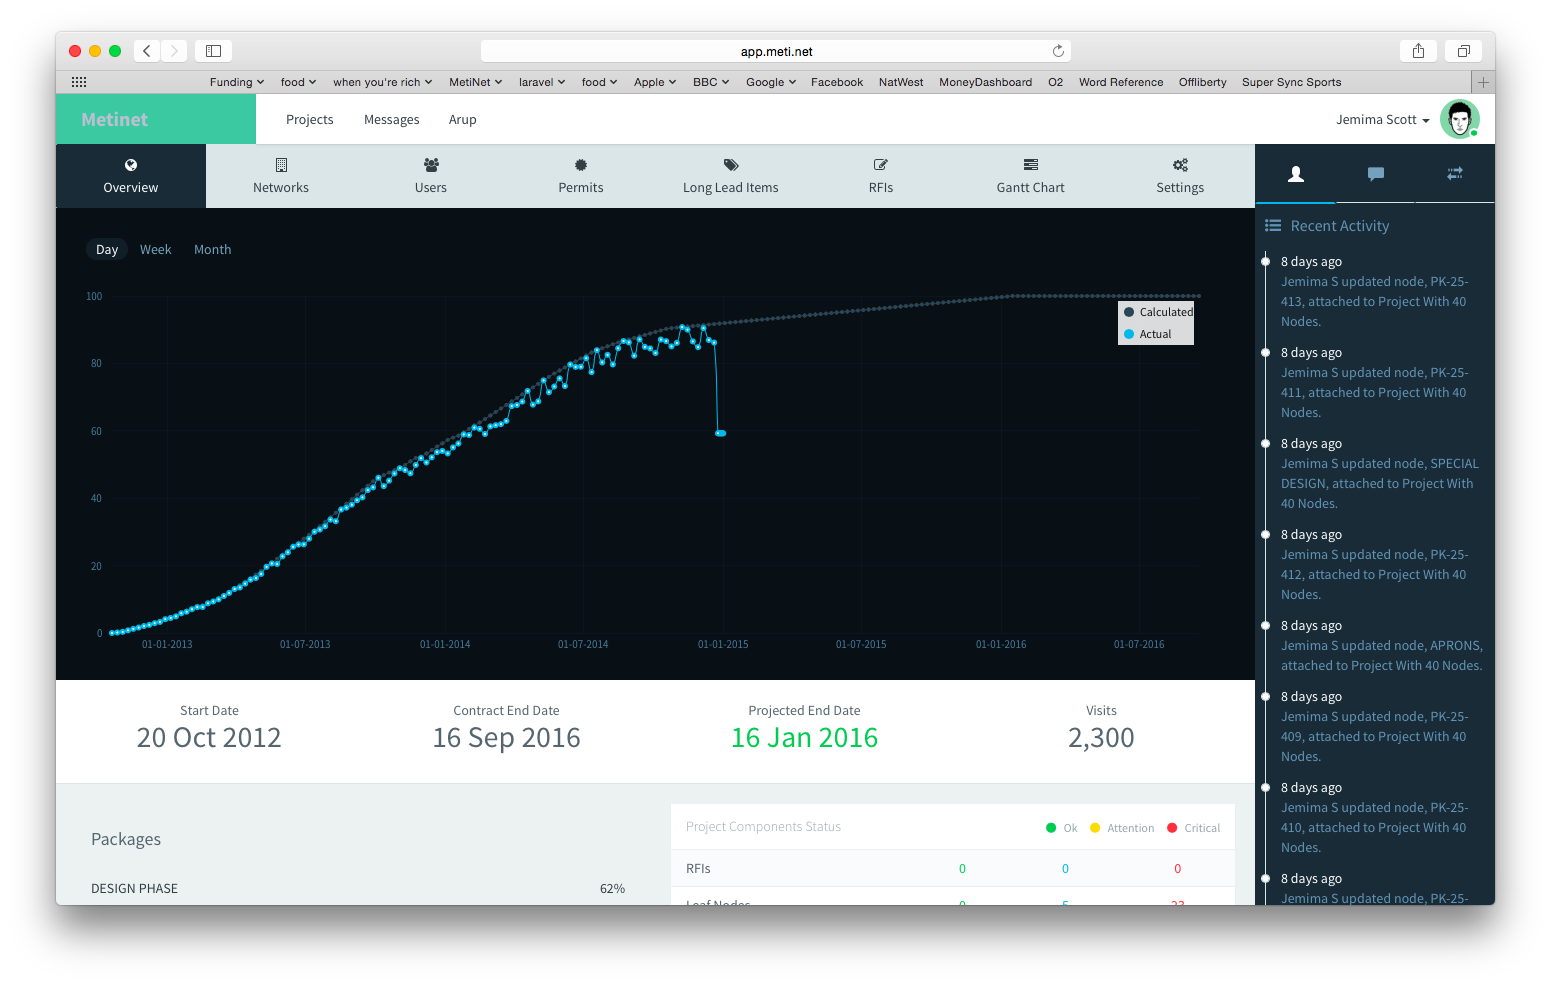 app.meti.net
Funding food when you're rich MetiNet laravel food Apple BBC Google Facebook NatWest MoneyDashboard O2 Word Reference Offliberty Super Sync Sports
Metinet
Projects Messages Arup
Jemima Scott
Overview Networks Users Permits Long Lead Items RFIs Gantt Chart Settings
Day Week Month
100
80
60
40
20
0
01-01-2013 01-07-2013 01-01-2014 01-07-2014 01-01-2015 01-07-2015 01-01-2016 01-07-2016
Calculated
Actual
Start Date Contract End Date Projected End Date Visits
20 Oct 2012 16 Sep 2016 16 Jan 2016 2,300
Packages
DESIGN PHASE 62%
Project Components Status Ok Attention Critical
RFIs 0 0 0
Leaf Nodes 0 5 23
Recent Activity
8 days ago
Jemima S updated node, PK-25-
413, attached to Project With 40
Nodes.
8 days ago
Jemima S updated node, PK-25-
411, attached to Project With 40
Nodes.
8 days ago
Jemima S updated node, SPECIAL
DESIGN, attached to Project With
40 Nodes.
8 days ago
Jemima S updated node, PK-25-
412, attached to Project With 40
Nodes.
8 days ago
Jemima S updated node, APRONS,
attached to Project With 40 Nodes.
8 days ago
Jemima S updated node, PK-25-
409, attached to Project With 40
Nodes.
8 days ago
Jemima S updated node, PK-25-
410, attached to Project With 40
Nodes.
8 days ago
Jemima S updated node, PK-25-